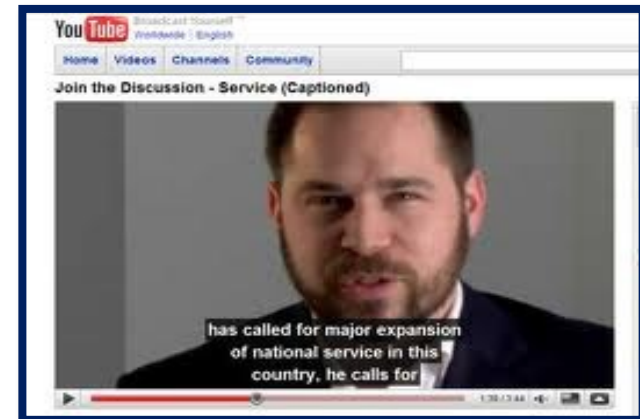 YouTube Broadcast Yourself™
Worldwide | English
Home Videos Channels Community
Join the Discussion - Service (Captioned)
has called for major expansion
of national service in this
country, he calls for